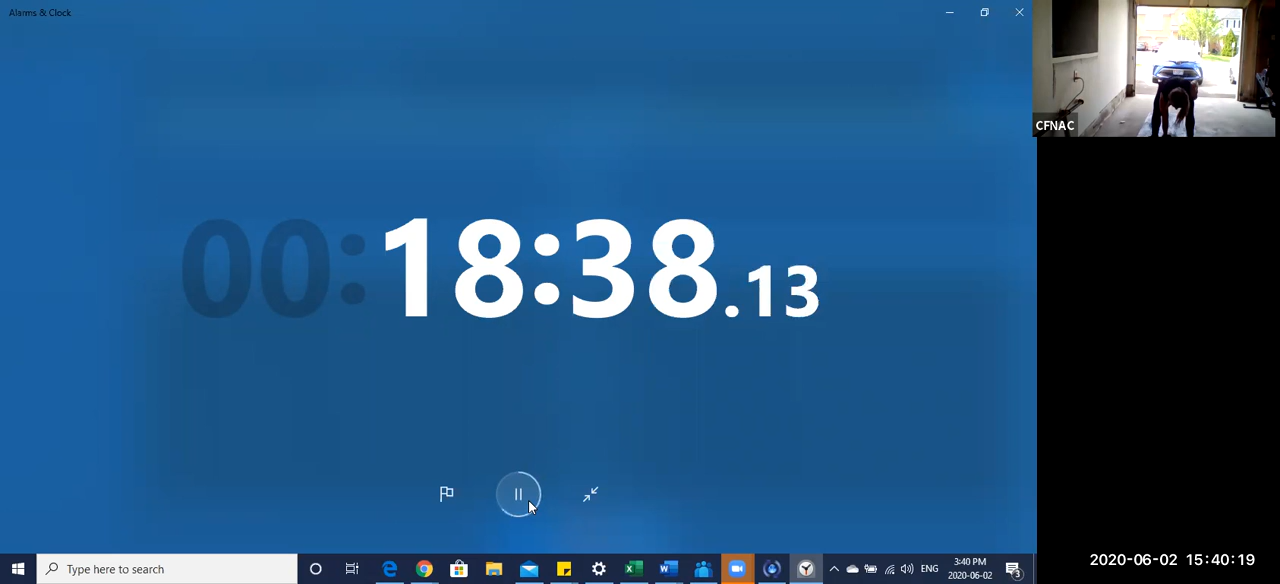 Alarms & Clock
CFNAC
00:18:38.13
Type here to search
ENG
3:40 PM
2020-06-02
3
2020-06-02 15:40:19